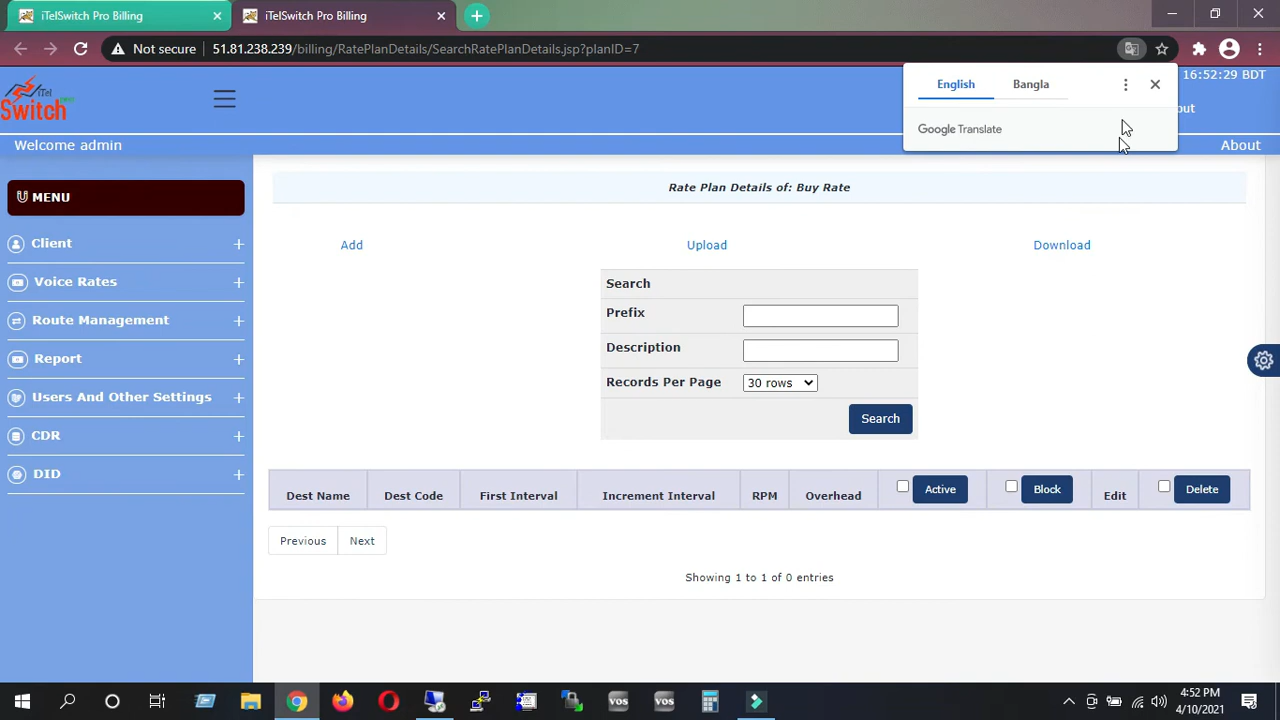 iTelSwitch Pro Billing
iTelSwitch Pro Billing
Not secure
51.81.238.239/billing/RatePlanDetails/SearchRatePlanDetails.jsp?planID=7
iTel
Switch
16:52:29 BDT
English
Bangla
Google Translate
Welcome admin
About
MENU
Client
Voice Rates
Route Management
Report
Users And Other Settings
CDR
DID
Rate Plan Details of: Buy Rate
Add
Upload
Download
Search
Prefix
Description
Records Per Page
30 rows
Search
Dest Name
Dest Code
First Interval
Increment Interval
RPM
Overhead
Active
Block
Edit
Delete
Previous
Next
Showing 1 to 1 of 0 entries
VOS
VOS
4:52 PM
4/10/2021